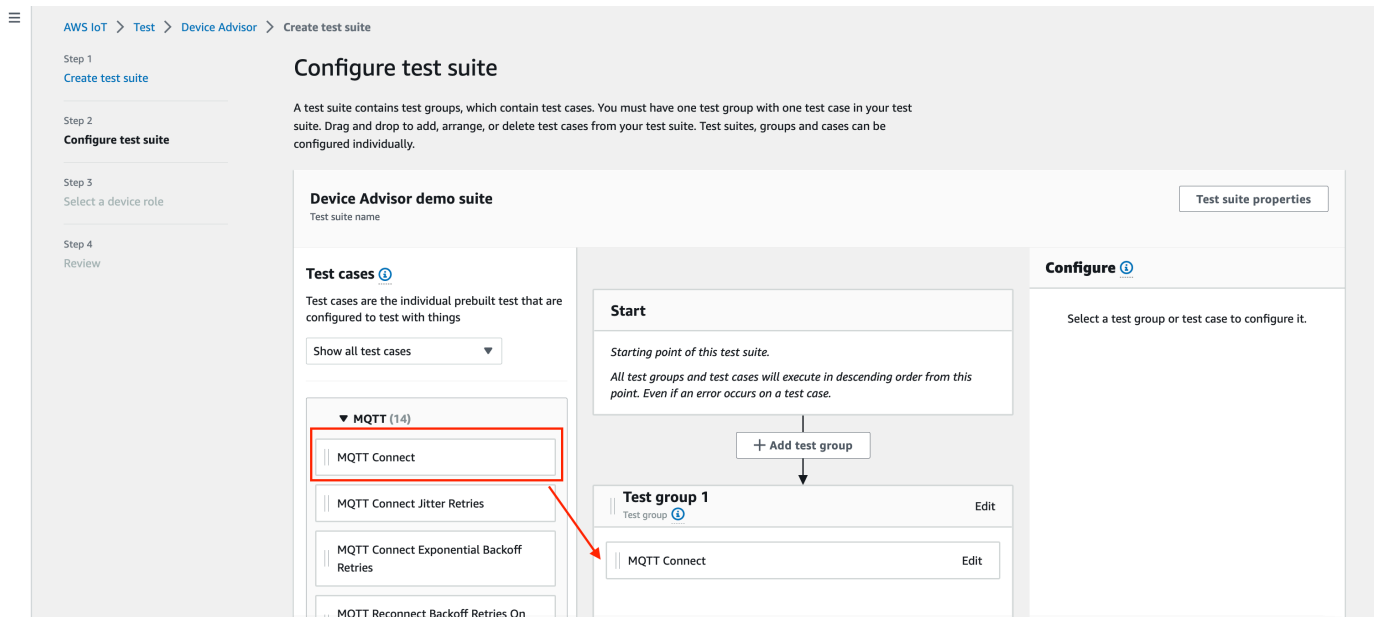 AWS IoT > Test > Device Advisor > Create test suite
Step 1
Create test suite
Step 2
Configure test suite
Step 3
Select a device role
Step 4
Review
Configure test suite
A test suite contains test groups, which contain test cases. You must have one test group with one test case in your test
suite. Drag and drop to add, arrange, or delete test cases from your test suite. Test suites, groups and cases can be
configured individually.
Device Advisor demo suite
Test suite name
Test suite properties
Test cases
Test cases are the individual prebuilt test that are
configured to test with things
Show all test cases
MQTT (14)
MQTT Connect
MQTT Connect Jitter Retries
MQTT Connect Exponential Backoff
Retries
MQTT Reconnect Backoff Retries On
Start
Starting point of this test suite.
All test groups and test cases will execute in descending order from this
point. Even if an error occurs on a test case.
+ Add test group
Test group 1
Test group
Edit
MQTT Connect
Edit
Configure
Select a test group or test case to configure it.